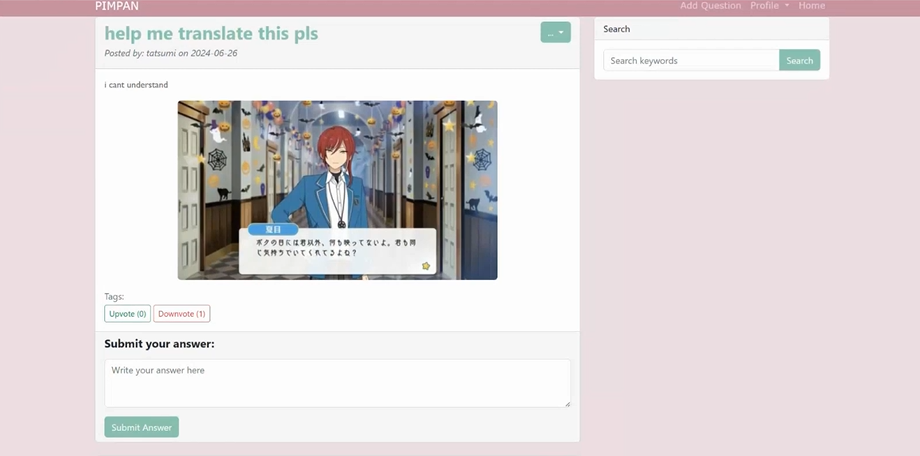 PIMPAN
Add Question Profile Home
help me translate this pls
...
Posted by: tatsumi on 2024-06-26
Search
Search keywords
Search
i cant understand
夏目
ボクの目には君以外、何も映ってないよ。君も同
じ気持ちでいてくれてるよね?
Tags:
Upvote (0) Downvote (1)
Submit your answer:
Write your answer here
Submit Answer